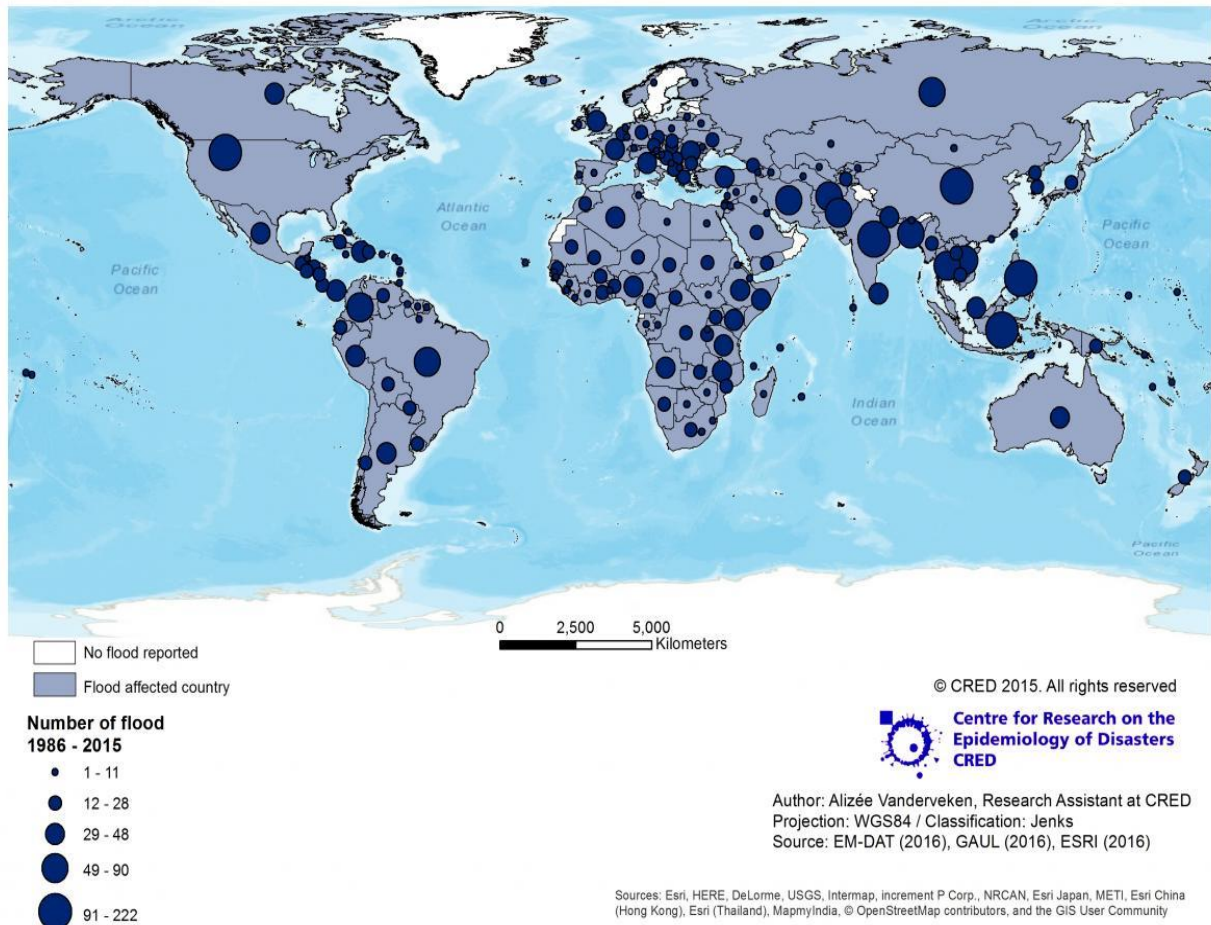 Arctic
Ocean
Arctic
Ocean
Atlantic
Ocean
Pacific
Ocean
Pacific
Ocean
Indian
Ocean
Pacific
Ocean
0 2,500 5,000
Kilometers
No flood reported
Flood affected country
Number of flood
1986 - 2015
1 - 11
12 - 28
29 - 48
49 - 90
91 - 222
© CRED 2015. All rights reserved
Centre for Research on the
Epidemiology of Disasters
CRED
Author: Alizée Vanderveken, Research Assistant at CRED
Projection: WGS84 / Classification: Jenks
Source: EM-DAT (2016), GAUL (2016), ESRI (2016)
Sources: Esri, HERE, DeLorme, USGS, Intermap, increment P Corp., NRCAN, Esri Japan, METI, Esri China
(Hong Kong), Esri (Thailand), MapmyIndia, © OpenStreetMap contributors, and the GIS User Community